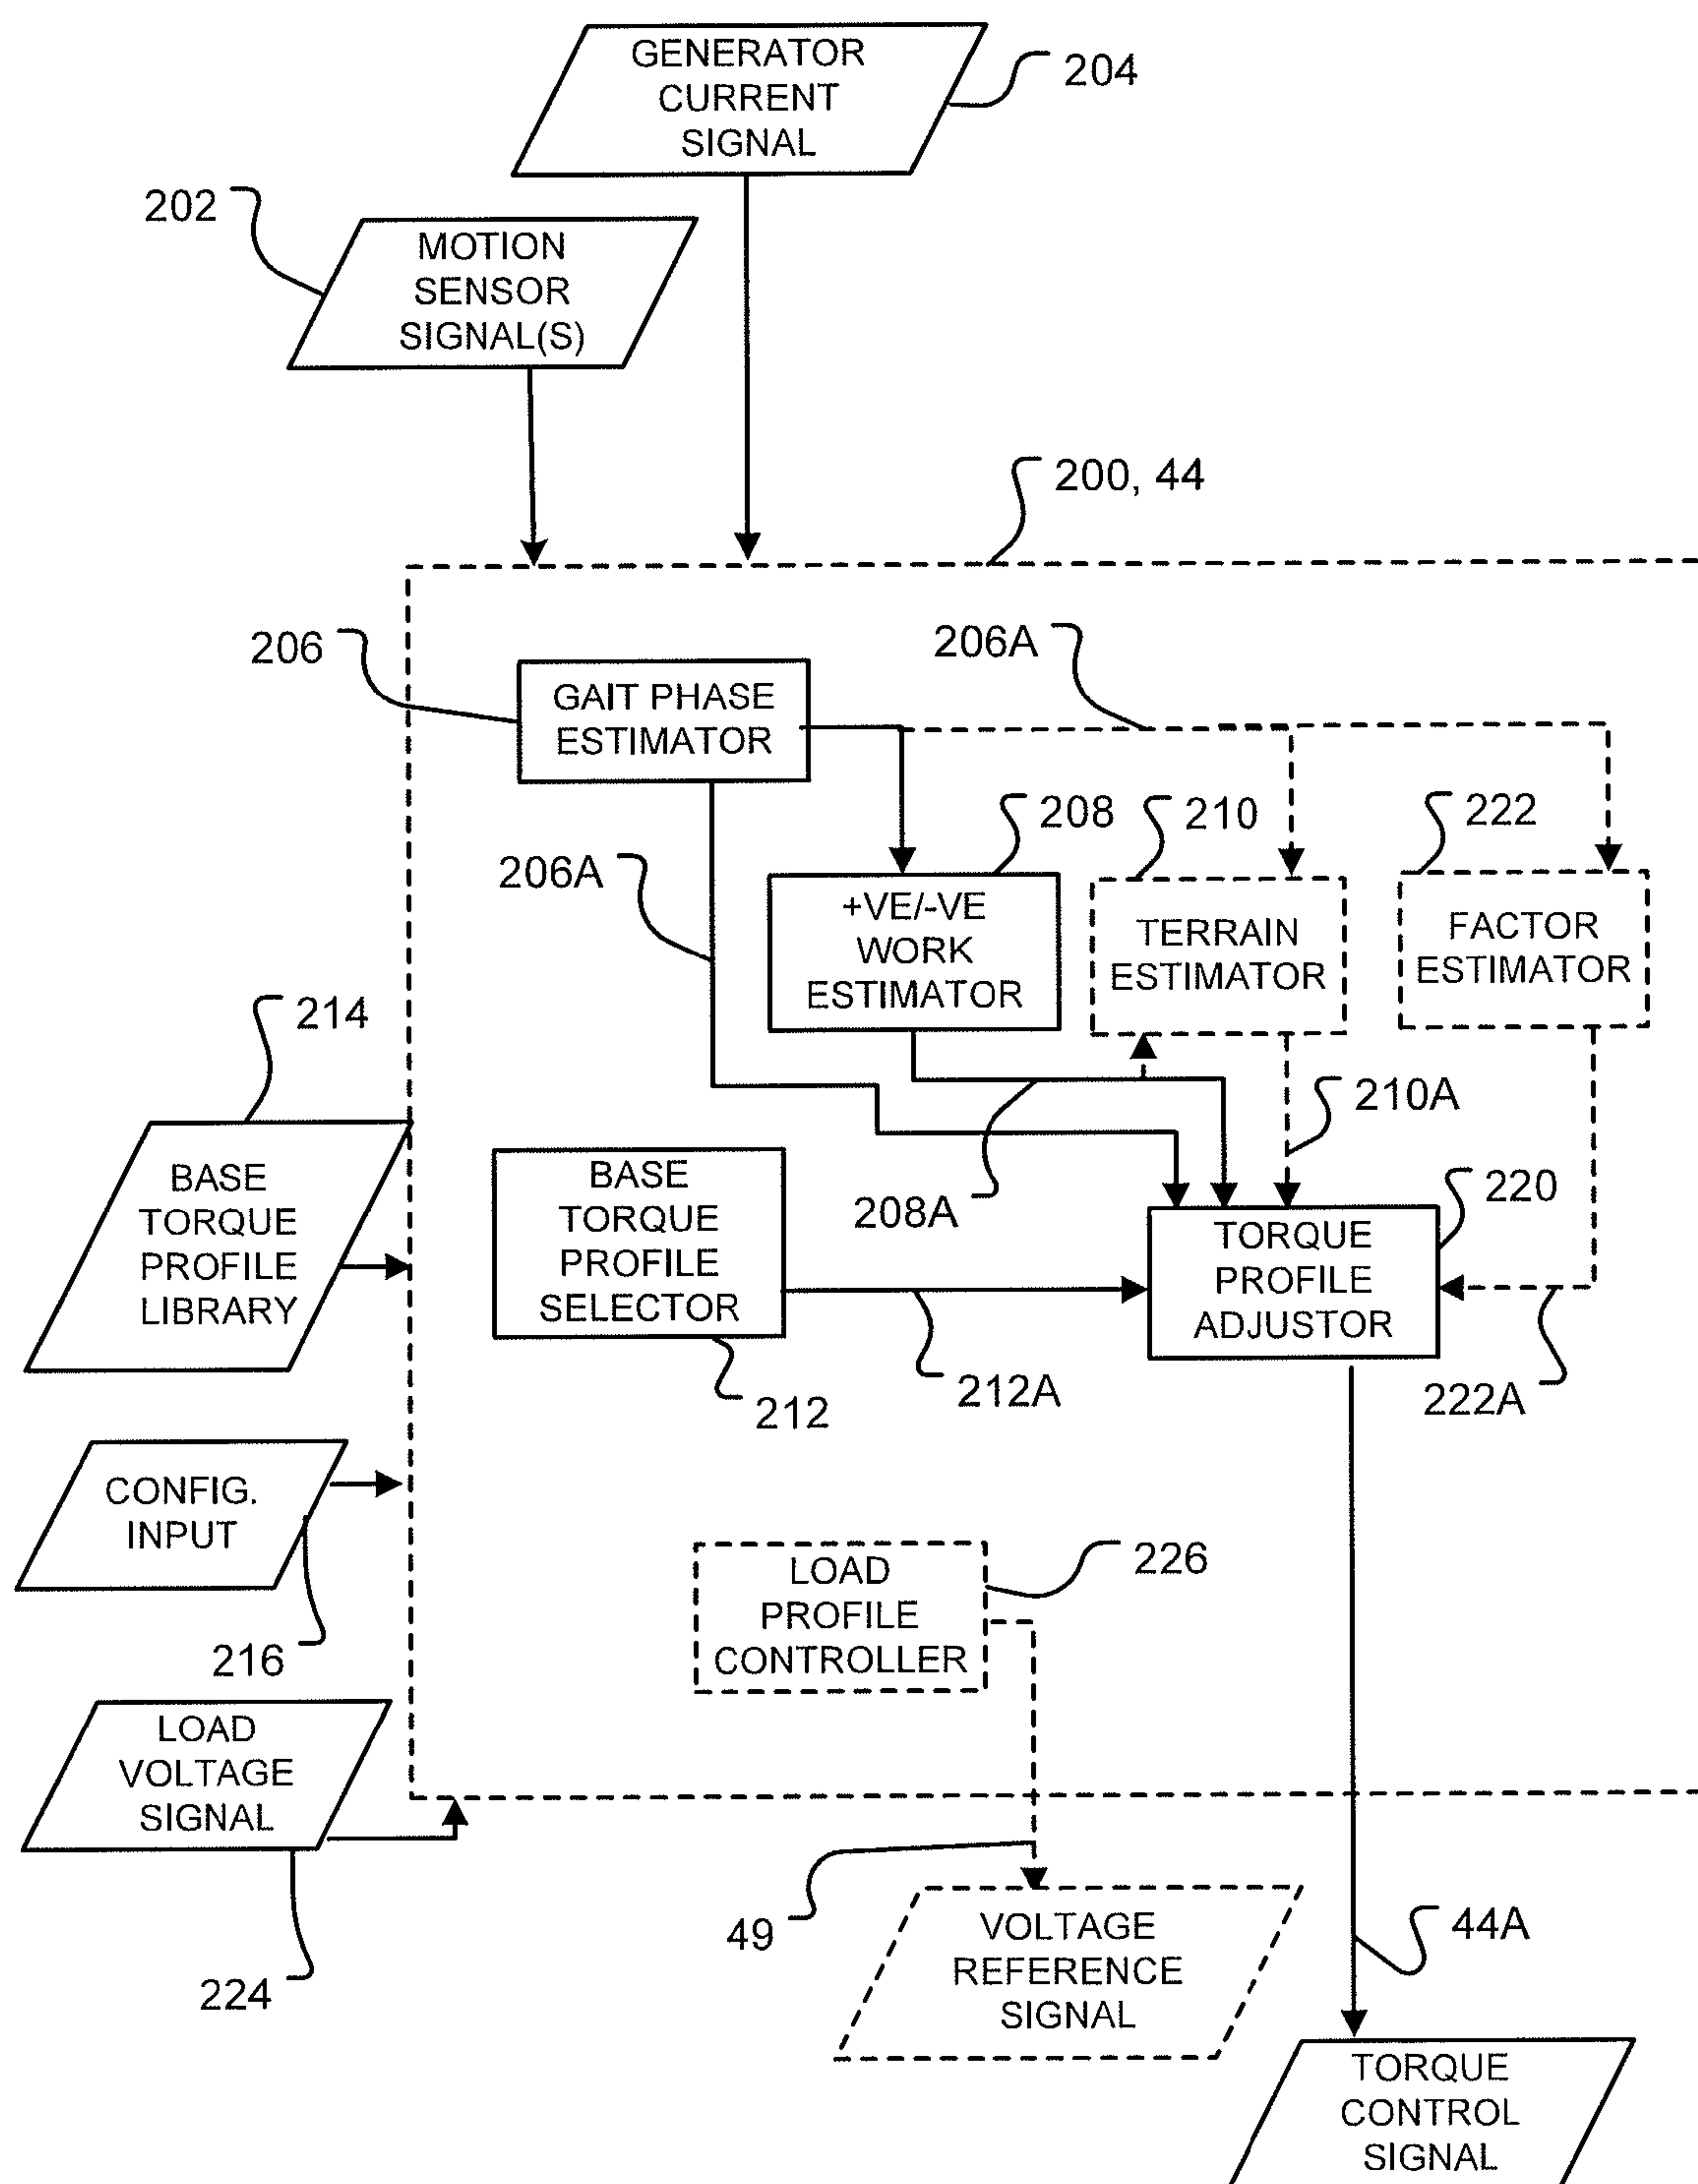 GENERATOR
CURRENT
SIGNAL
204
202
MOTION
SENSOR
SIGNAL(S)
200, 44
206
206A
GAIT PHASE
ESTIMATOR
208
210
222
206A
+VE/-VE
WORK
ESTIMATOR
TERRAIN
ESTIMATOR
FACTOR
ESTIMATOR
214
210A
BASE
TORQUE
PROFILE
LIBRARY
BASE
TORQUE
PROFILE
SELECTOR
208A
220
TORQUE
PROFILE
ADJUSTOR
212
212A
222A
CONFIG.
INPUT
216
LOAD
PROFILE
CONTROLLER
226
LOAD
VOLTAGE
SIGNAL
224
49
VOLTAGE
REFERENCE
SIGNAL
44A
TORQUE
CONTROL
SIGNAL